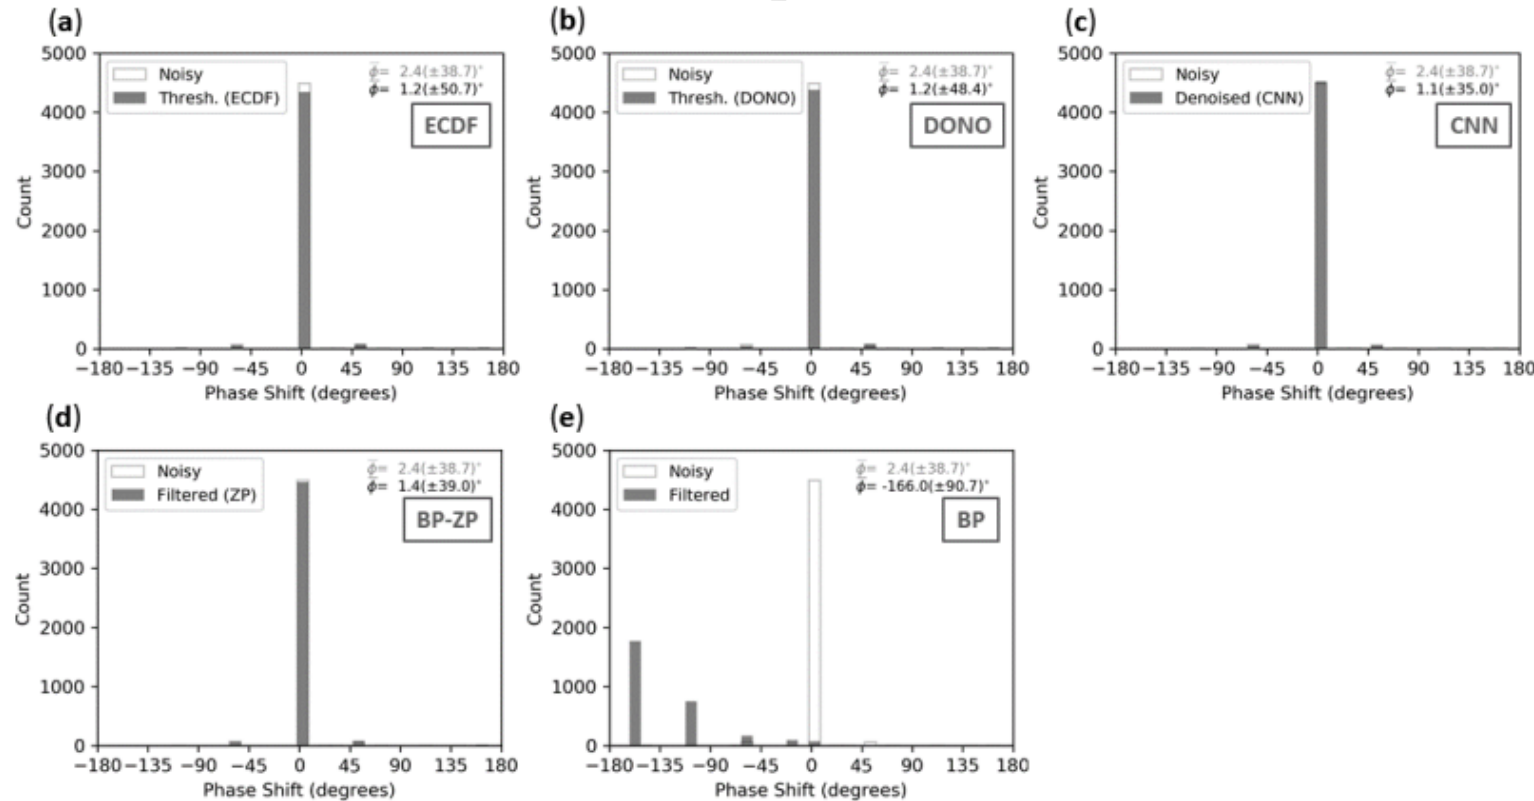 (a)
5000
4000
3000
2000
1000
0
Count
Noisy
Thresh. (ECDF)
ϕ̅= 2.4(±38.7)°
ϕ̅= 1.2(±50.7)°
ECDF
−180−135 −90 −45 0 45 90 135 180
Phase Shift (degrees)
(b)
5000
4000
3000
2000
1000
0
Count
Noisy
Thresh. (DONO)
ϕ̅= 2.4(±38.7)°
ϕ̅= 1.2(±48.4)°
DONO
−180−135 −90 −45 0 45 90 135 180
Phase Shift (degrees)
(c)
5000
4000
3000
2000
1000
0
Count
Noisy
Denoised (CNN)
ϕ̅= 2.4(±38.7)°
ϕ̅= 1.1(±35.0)°
CNN
−180−135 −90 −45 0 45 90 135 180
Phase Shift (degrees)
(d)
5000
4000
3000
2000
1000
0
Count
Noisy
Filtered (ZP)
ϕ̅= 2.4(±38.7)°
ϕ̅= 1.4(±39.0)°
BP-ZP
−180−135 −90 −45 0 45 90 135 180
Phase Shift (degrees)
(e)
5000
4000
3000
2000
1000
0
Count
Noisy
Filtered
ϕ̅= 2.4(±38.7)°
ϕ̅= -166.0(±90.7)°
BP
−180−135 −90 −45 0 45 90 135 180
Phase Shift (degrees)